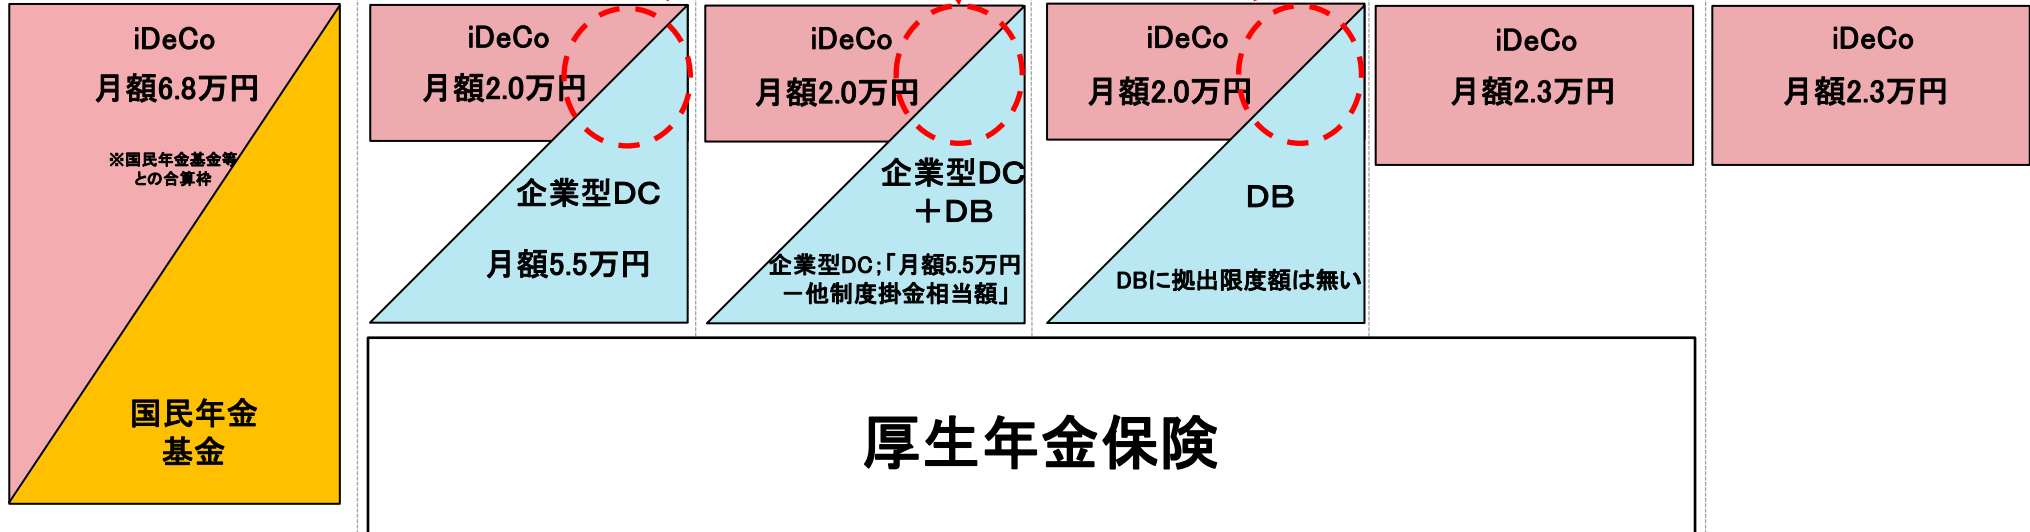 iDeCo
月額6.8万円
※国民年金基金等
との合算枠
国民年金
基金
iDeCo
月額2.0万円
企業型DC
月額5.5万円
iDeCo
月額2.0万円
企業型DC
＋DB
企業型DC；「月額5.5万円
－他制度掛金相当額」
iDeCo
月額2.0万円
DB
DBに拠出限度額は無い
iDeCo
月額2.3万円
iDeCo
月額2.3万円
厚生年金保険